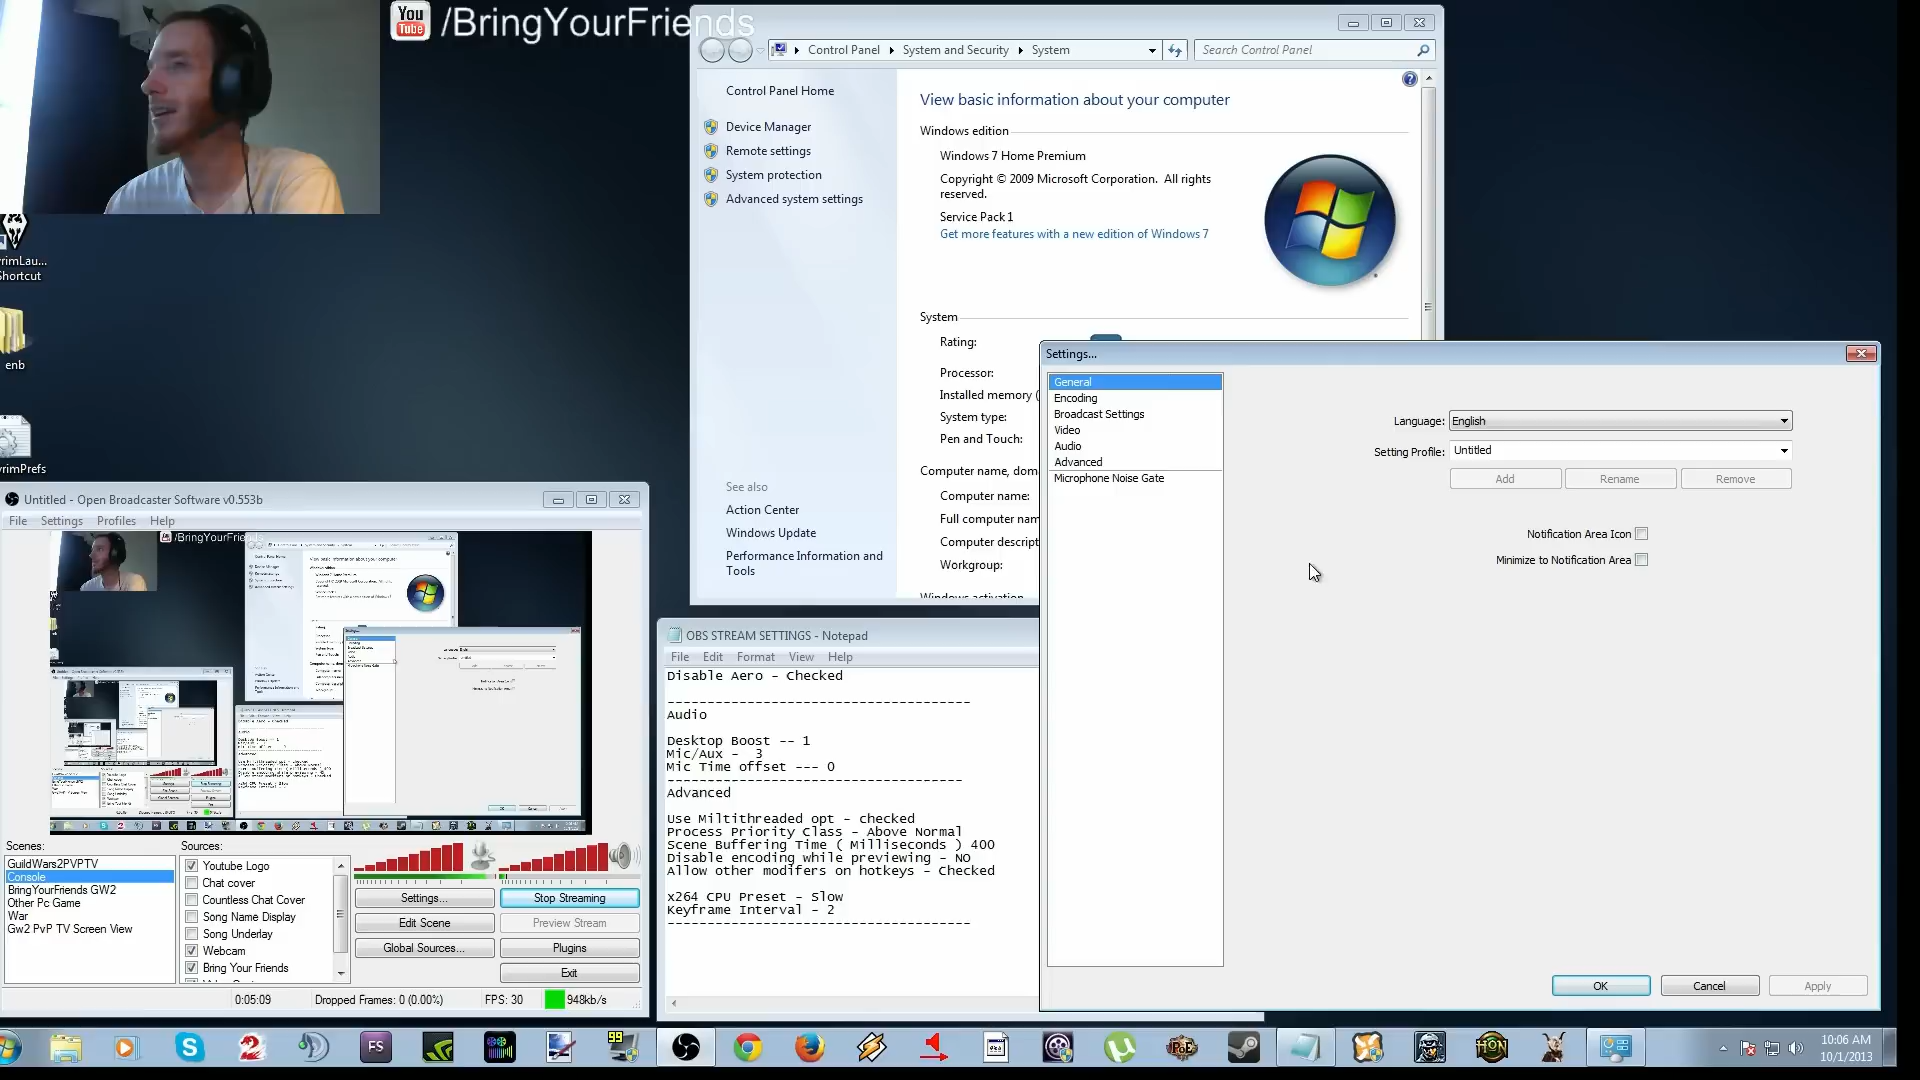 You Tube /BringYourFriends
Control Panel
System and Security
System
Search Control Panel
Control Panel Home
Device Manager
Remote settings
System protection
Advanced system settings
See also
Action Center
Windows Update
Performance Information and
Tools
View basic information about your computer
Windows edition
Windows 7 Home Premium
Copyright © 2009 Microsoft Corporation. All rights
reserved.
Service Pack 1
Get more features with a new edition of Windows 7
System
Rating:
Processor:
Installed memory (
System type:
Pen and Touch:
Computer name, dom
Computer name:
Full computer nam
Computer descript
Workgroup:
Windows activation
rimLau...
Shortcut
enb
rimPrefs
Settings...
General
Encoding
Broadcast Settings
Video
Audio
Advanced
Microphone Noise Gate
Language: English
Setting Profile: Untitled
Add Rename Remove
Notification Area Icon
Minimize to Notification Area
OK Cancel Apply
Untitled - Open Broadcaster Software v0.553b
File Settings Profiles Help
/BringYourFriends
Scenes:
GuildWars2PVPTV
Console
BringYourFriends GW2
Other Pc Game
War
Gw2 PvP TV Screen View
Sources:
Youtube Logo
Chat cover
Countless Chat Cover
Song Name Display
Song Underlay
Webcam
Bring Your Friends
Settings... Stop Streaming
Edit Scene Preview Stream
Global Sources... Plugins
Exit
0:05:09 Dropped Frames: 0 (0.00%) FPS: 30 948kb/s
OBS STREAM SETTINGS - Notepad
File Edit Format View Help
Disable Aero - Checked
---------------------------------------
Audio
Desktop Boost -- 1
Mic/Aux - 3
Mic Time offset --- 0
--------------------------------------
Advanced
Use Miltithreaded opt - checked
Process Priority Class - Above Normal
Scene Buffering Time ( Milliseconds ) 400
Disable encoding while previewing - NO
Allow other modifers on hotkeys - Checked
x264 CPU Preset - Slow
Keyframe Interval - 2
---------------------------------------
FS
99
PoE
HON
10:06 AM
10/1/2013